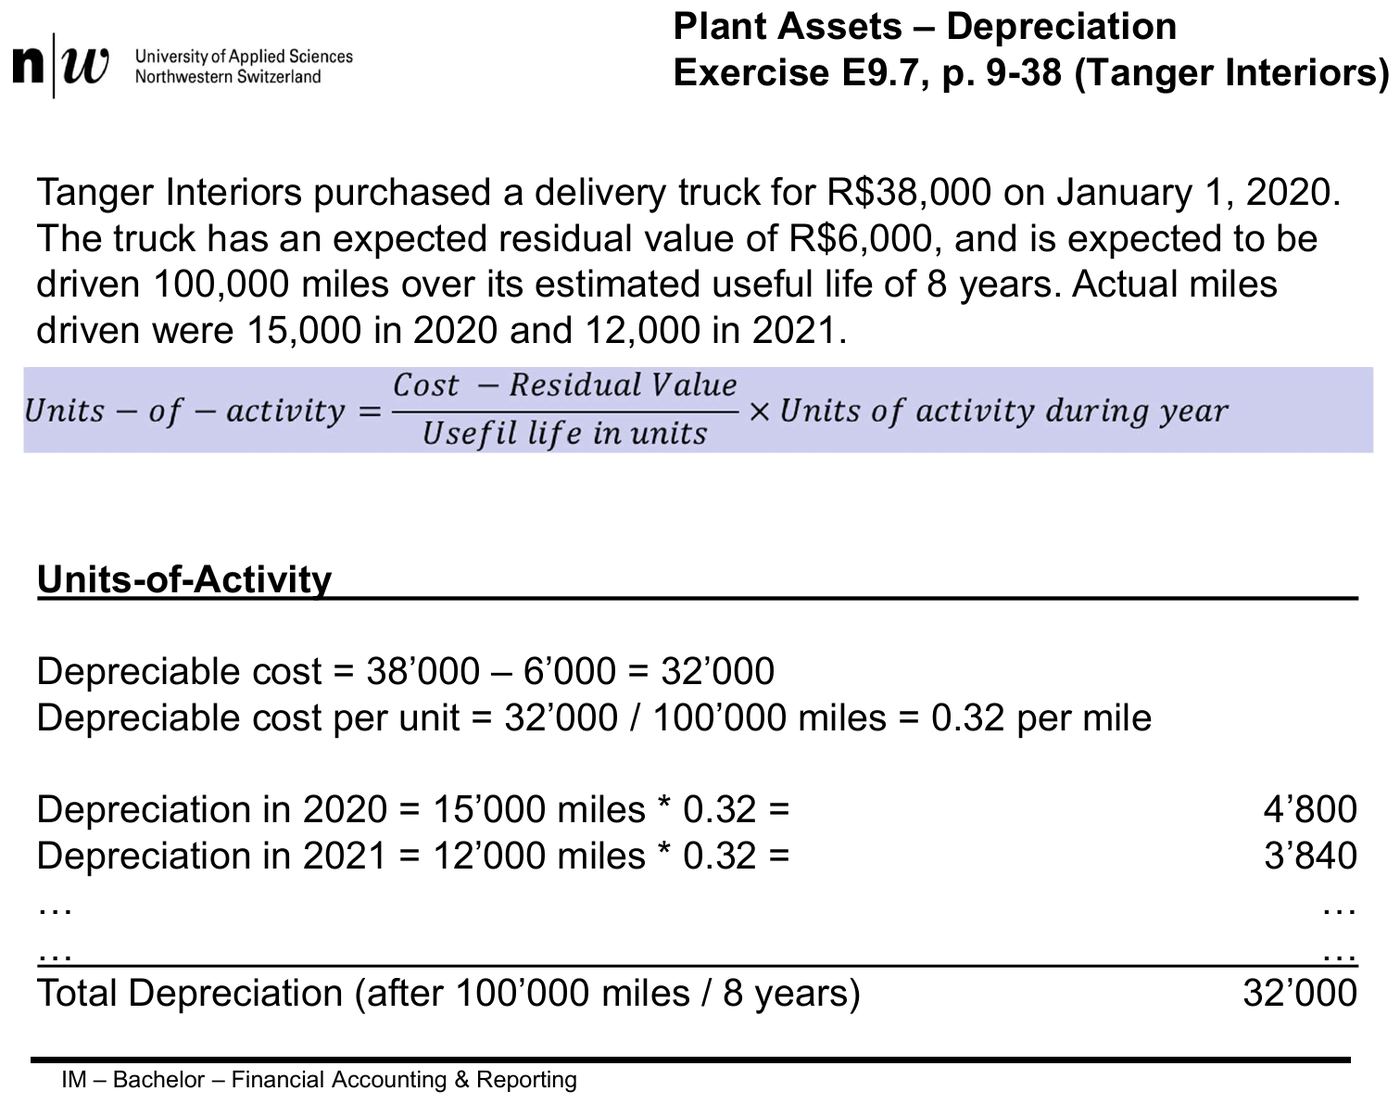 n|w University of Applied Sciences
Northwestern Switzerland
Plant Assets – Depreciation
Exercise E9.7, p. 9-38 (Tanger Interiors)
Tanger Interiors purchased a delivery truck for R$38,000 on January 1, 2020.
The truck has an expected residual value of R$6,000, and is expected to be
driven 100,000 miles over its estimated useful life of 8 years. Actual miles
driven were 15,000 in 2020 and 12,000 in 2021.
Units − of − activity = (Cost − Residual Value) / (Usefil life in units) × Units of activity during year
Units-of-Activity
Depreciable cost = 38’000 – 6’000 = 32’000
Depreciable cost per unit = 32’000 / 100’000 miles = 0.32 per mile
Depreciation in 2020 = 15’000 miles * 0.32 = 4’800
Depreciation in 2021 = 12’000 miles * 0.32 = 3’840
… …
… …
Total Depreciation (after 100’000 miles / 8 years) 32’000
IM – Bachelor – Financial Accounting & Reporting